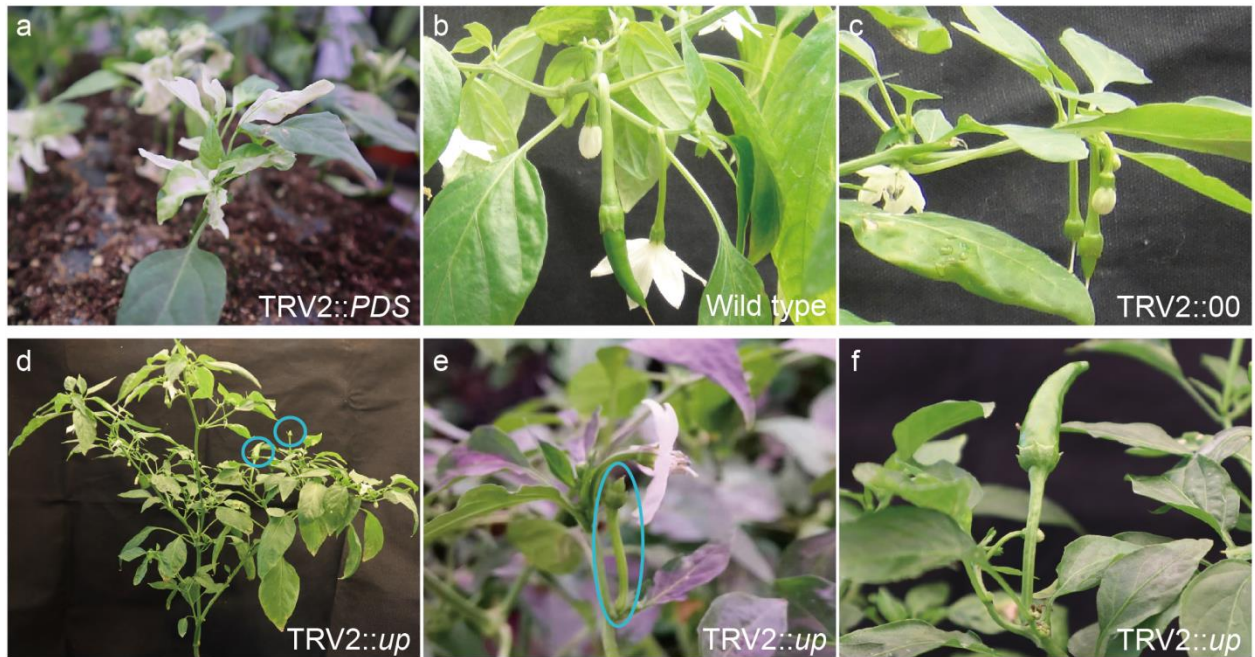 a
TRV2::PDS
b
Wild type
c
TRV2::00
d
TRV2::up
e
TRV2::up
f
TRV2::up